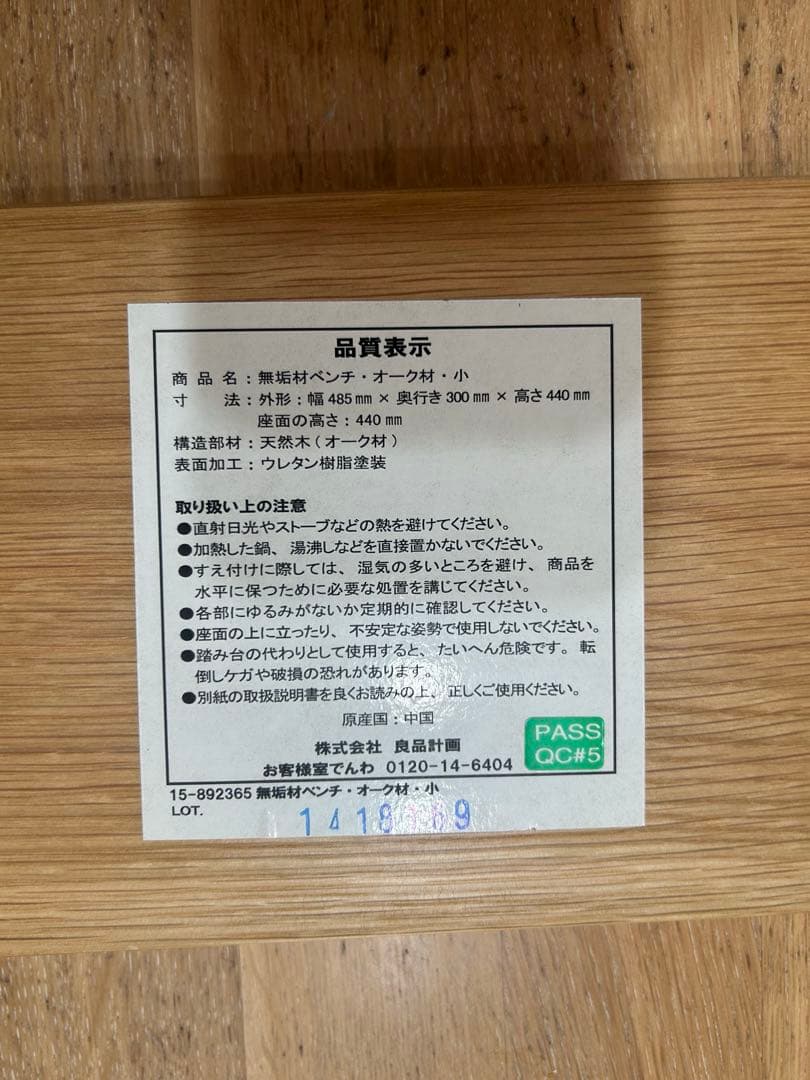 品質表示
商品名：無垢材ベンチ・オーク材・小
寸　法：外形：幅485㎜×奥行き300㎜×高さ440㎜
座面の高さ：440㎜
構造部材：天然木（オーク材）
表面加工：ウレタン樹脂塗装
取り扱い上の注意
●直射日光やストーブなどの熱を避けてください。
●加熱した鍋、湯沸しなどを直接置かないでください。
●すえ付けに際しては、湿気の多いところを避け、商品を
水平に保つために必要な処置を講じてください。
●各部にゆるみがないか定期的に確認してください。
●座面の上に立ったり、不安定な姿勢で使用しないでください。
●踏み台の代わりとして使用すると、たいへん危険です。転
倒しケガや破損の恐れがあります。
●別紙の取扱説明書を良くお読みの上、正しくご使用ください。
原産国：中国
株式会社 良品計画
お客様室でんわ 0120-14-6404
PASS
QC#5
15-892365 無垢材ベンチ・オーク材・小
LOT.